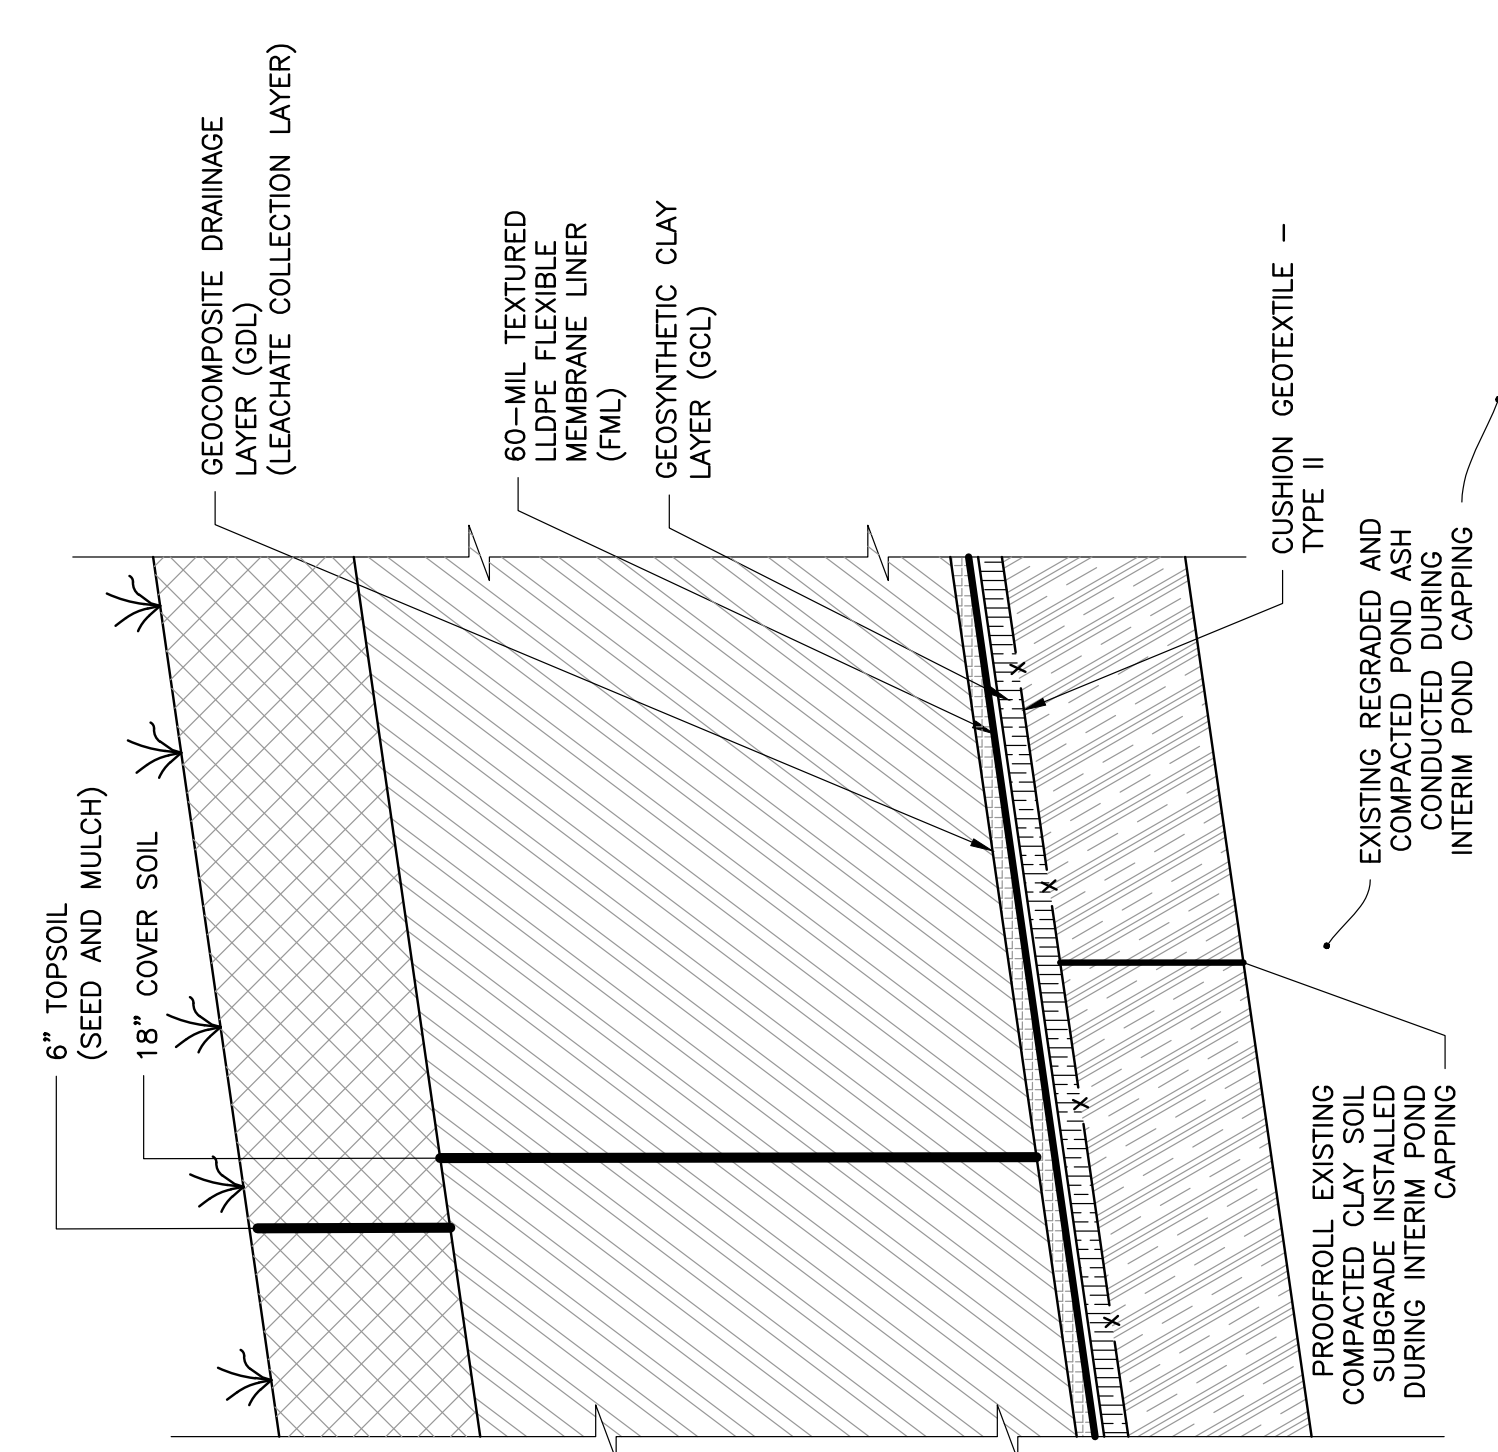 6" TOPSOIL
(SEED AND MULCH)
18" COVER SOIL
GEOCOMPOSITE DRAIINAGE
LAYER (GDL)
(LEACHATE COLLECTION LAYER)
60-MIL TEXTURED
LLDPE FLEXIBLE
MEMBRANE LINER
(FML)
GEOSYNTHETIC CLAY
LAYER (GCL)
CUSHION GEOTEXTILE -
TYPE II
EXISTING REGRADED AND
COMPACTED POND ASH
CONDUCTED DURING
INTERIM POND CAPPING
PROOFROLL EXISTING
COMPACTED CLAY SOIL
SUBGRADE INSTALLED
DURING INTERIM POND
CAPPING